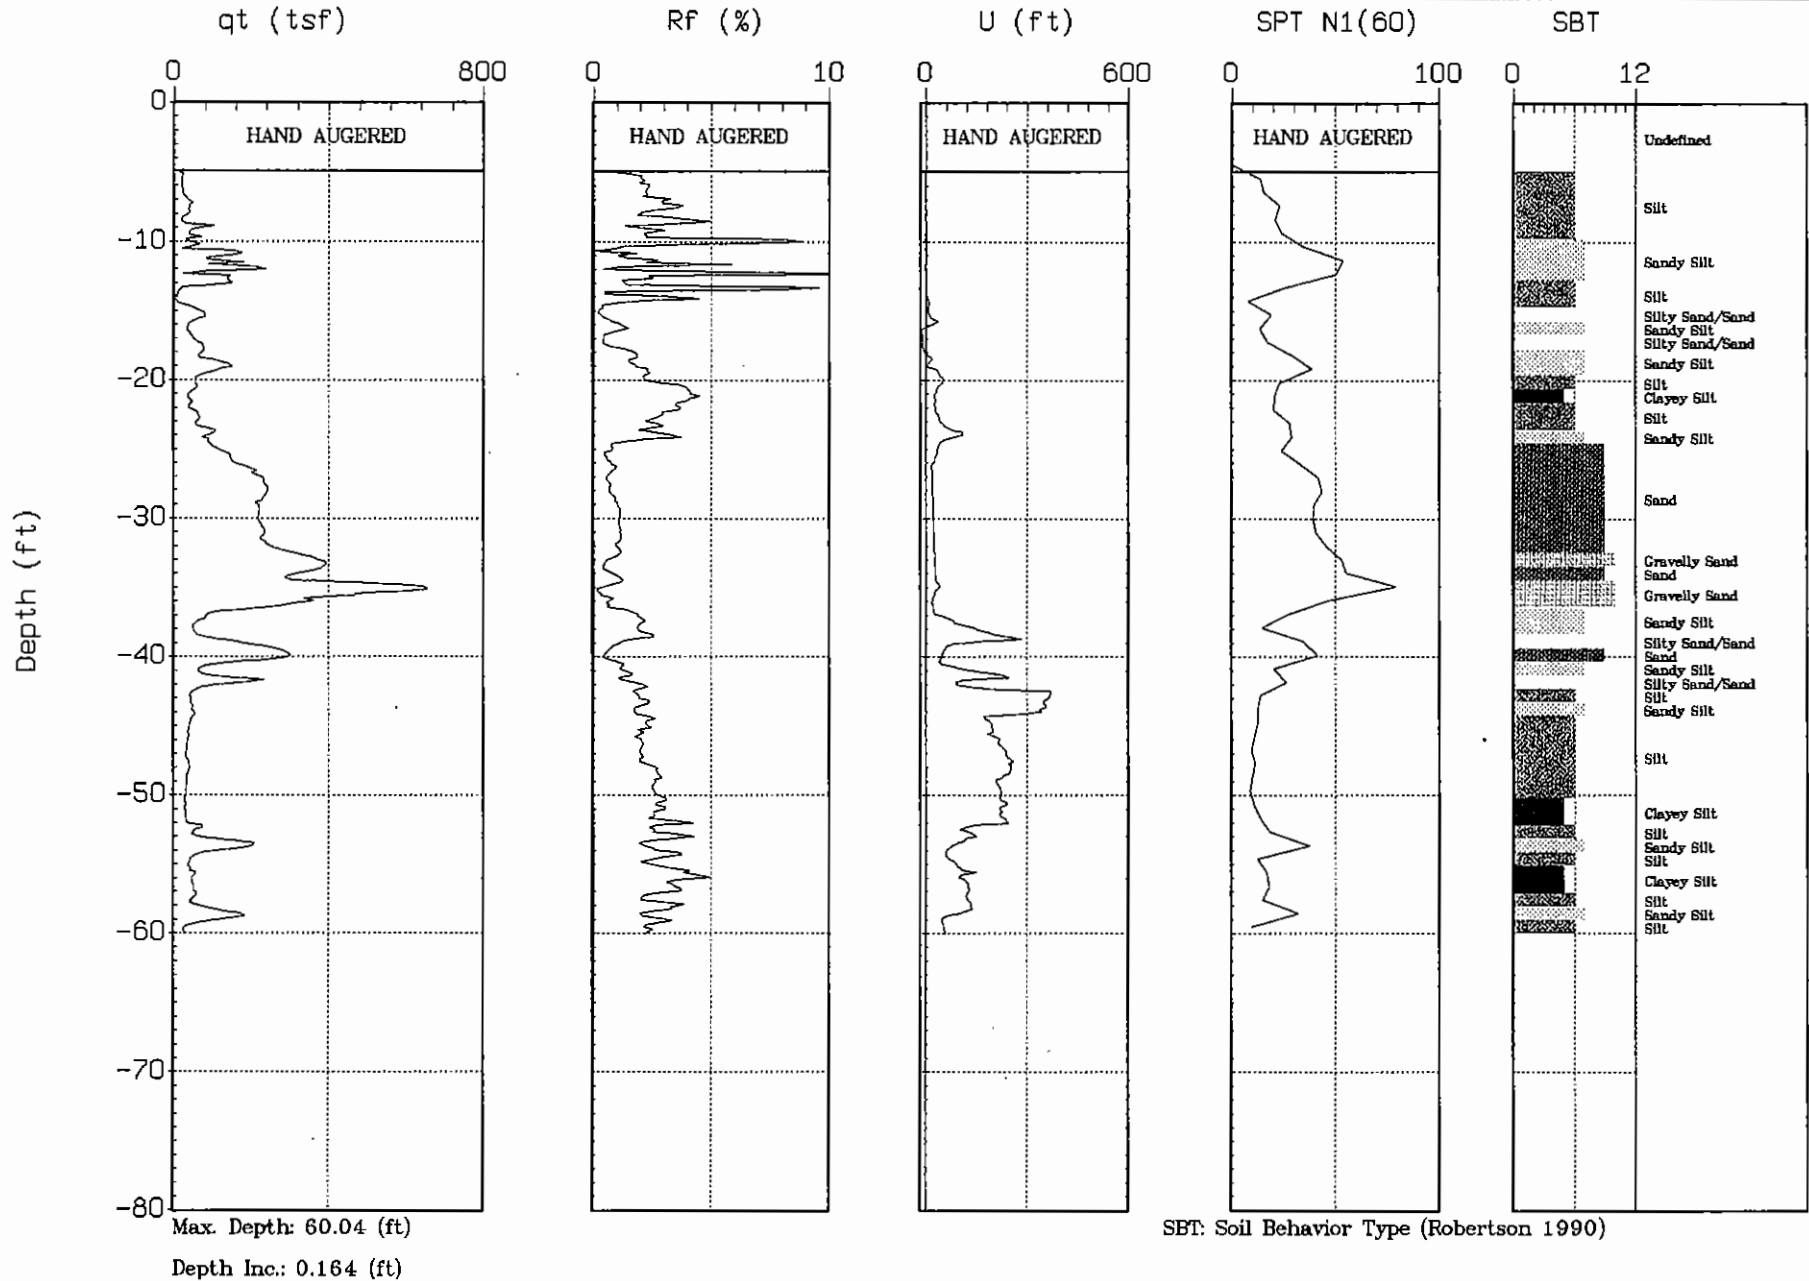 qt (tsf) Rf (%) U (ft) SPT N1(60) SBT
0 800 0 10 0 600 0 100 0 12
0
HAND AUGERED HAND AUGERED HAND AUGERED HAND AUGERED
Undefined
Silt
-10
Sandy Silt
Silt
Silty Sand/Sand
Sandy Silt
Silty Sand/Sand
Sandy Silt
-20
Silt
Clayey Silt
Silt
Sandy Silt
Sand
-30
Depth (ft)
Gravelly Sand
Sand
Gravelly Sand
Sandy Silt
Silty Sand/Sand
-40
Sand
Sandy Silt
Silty Sand/Sand
Silt
Sandy Silt
Silt
-50
Clayey Silt
Silt
Sandy Silt
Silt
Clayey Silt
Silt
Sandy Silt
Silt
-60
-70
-80
Max. Depth: 60.04 (ft) SBT: Soil Behavior Type (Robertson 1990)
Depth Inc.: 0.164 (ft)